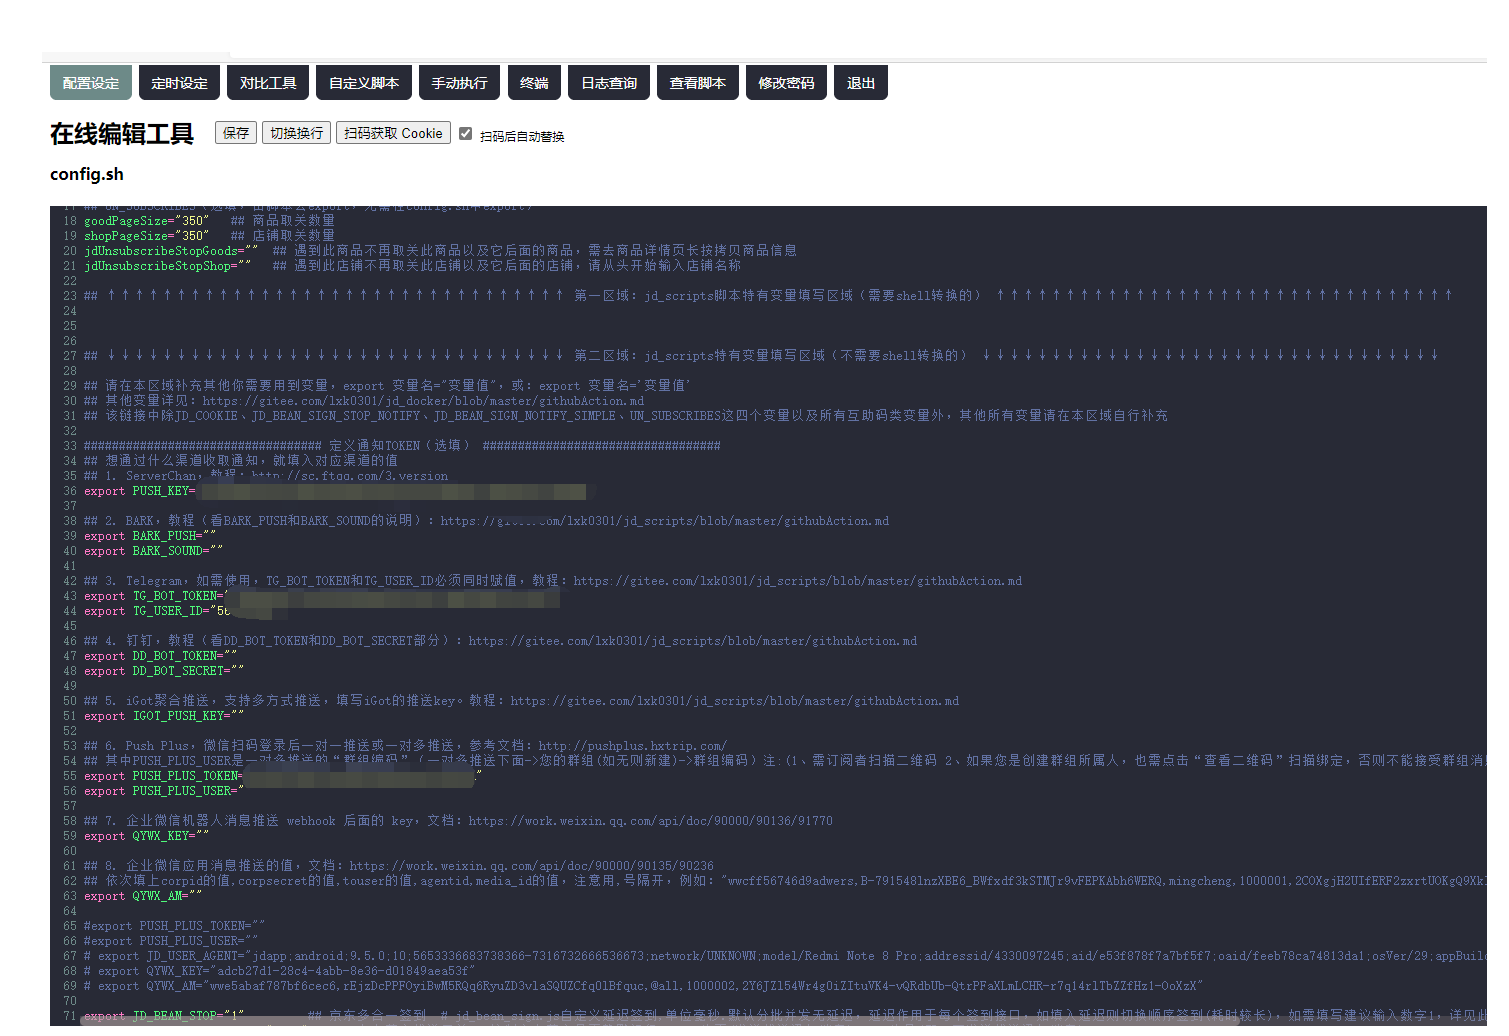 配置设定 定时设定 对比工具 自定义脚本 手动执行 终端 日志查询 查看脚本 修改密码 退出
在线编辑工具 保存 切换换行 扫码获取 Cookie 扫码后自动替换
config.sh
18 goodPageSize="350" ## 商品取关数量
19 shopPageSize="350" ## 店铺取关数量
20 jdUnsubscribeStopGoods="" ## 遇到此商品不再取关此商品以及它后面的商品，需去商品详情页长按拷贝商品信息
21 jdUnsubscribeStopShop="" ## 遇到此店铺不再取关此店铺以及它后面的店铺，请从头开始输入店铺名称
22
23 ## ↑↑↑↑↑↑↑↑↑↑↑↑↑↑↑↑↑↑↑↑↑↑↑↑↑↑↑↑↑↑↑↑↑ 第一区域：jd_scripts脚本特有变量填写区域（需要shell转换的） ↑↑↑↑↑↑↑↑↑↑↑↑↑↑↑↑↑↑↑↑↑↑↑↑↑↑↑↑↑↑↑↑↑
24
25
26
27 ## ↓↓↓↓↓↓↓↓↓↓↓↓↓↓↓↓↓↓↓↓↓↓↓↓↓↓↓↓↓↓↓↓↓ 第二区域：jd_scripts特有变量填写区域（不需要shell转换的） ↓↓↓↓↓↓↓↓↓↓↓↓↓↓↓↓↓↓↓↓↓↓↓↓↓↓↓↓↓↓↓↓↓
28
29 ## 请在本区域补充其他你需要用到变量，export 变量名="变量值"，或：export 变量名='变量值'
30 ## 其他变量详见：https://gitee.com/lxk0301/jd_docker/blob/master/githubAction.md
31 ## 该链接中除JD_COOKIE、JD_BEAN_SIGN_STOP_NOTIFY、JD_BEAN_SIGN_NOTIFY_SIMPLE、UN_SUBSCRIBES这四个变量以及所有互助码类变量外，其他所有变量请在本区域自行补充
32
33 ################################## 定义通知TOKEN（选填） ##################################
34 ## 想通过什么渠道收取通知，就填入对应渠道的值
35 ## 1. ServerChan，教程：http://sc.ftqq.com/3.version
36 export PUSH_KEY=
37
38 ## 2. BARK，教程（看BARK_PUSH和BARK_SOUND的说明）：https://gitee.com/lxk0301/jd_scripts/blob/master/githubAction.md
39 export BARK_PUSH=""
40 export BARK_SOUND=""
41
42 ## 3. Telegram，如需使用，TG_BOT_TOKEN和TG_USER_ID必须同时赋值，教程：https://gitee.com/lxk0301/jd_scripts/blob/master/githubAction.md
43 export TG_BOT_TOKEN="
44 export TG_USER_ID="56
45
46 ## 4. 钉钉，教程（看DD_BOT_TOKEN和DD_BOT_SECRET部分）：https://gitee.com/lxk0301/jd_scripts/blob/master/githubAction.md
47 export DD_BOT_TOKEN=""
48 export DD_BOT_SECRET=""
49
50 ## 5. iGot聚合推送，支持多方式推送，填写iGot的推送key。教程：https://gitee.com/lxk0301/jd_scripts/blob/master/githubAction.md
51 export IGOT_PUSH_KEY=""
52
53 ## 6. Push Plus，微信扫码登录后一对一推送或一对多推送，参考文档：http://pushplus.hxtrip.com/
54 ## 其中PUSH_PLUS_USER是一对多推送的“群组编码”（一对多推送下面->您的群组(如无则新建)->群组编码）注:(1、需订阅者扫描二维码 2、如果您是创建群组所属人，也需点击“查看二维码”扫描绑定，否则不能接受群组消
55 export PUSH_PLUS_TOKEN= "
56 export PUSH_PLUS_USER="
57
58 ## 7. 企业微信机器人消息推送 webhook 后面的 key，文档：https://work.weixin.qq.com/api/doc/90000/90136/91770
59 export QYWX_KEY=""
60
61 ## 8. 企业微信应用消息推送的值，文档：https://work.weixin.qq.com/api/doc/90000/90135/90236
62 ## 依次填上corpid的值,corpsecret的值,touser的值,agentid,media_id的值，注意用,号隔开，例如："wwcff56746d9adwers,B-791548lnzXBE6_BWfxdf3kSTMJr9vFEPKAbh6WERQ,mingcheng,1000001,2COXgjH2UIfERF2zxrtUOKgQ9Xk
63 export QYWX_AM=""
64
65 #export PUSH_PLUS_TOKEN=""
66 #export PUSH_PLUS_USER=""
67 # export JD_USER_AGENT="jdapp;android;9.5.0;10;5653336683738366-7316732666536673;network/UNKNOWN;model/Redmi Note 8 Pro;addressid/4330097245;aid/e53f878f7a7bf5f7;oaid/feeb78ca74813da1;osVer/29;appBuil
68 # export QYWX_KEY="adcb27d1-28c4-4abb-8e36-d01849aea53f"
69 # export QYWX_AM="wwe5abaf787bf6cec6,rEjzDcPPFOyiBwM5RQq6RyuZD3vlaSQUZCfqOlBfquc,@all,1000002,2Y6JZl54Wr4g0iZItuVK4-vQRdbUb-QtrPFaXLmLCHR-r7q14rlTbZZfHz1-OoXzX"
70
71 export JD_BEAN_STOP="1" ## 京东多合一签到 # jd_bean_sign.js自定义延迟签到,单位毫秒.默认分批并发无延迟，延迟作用于每个签到接口，如填入延迟则切换顺序签到(耗时较长)，如需填写建议输入数字1，详见此